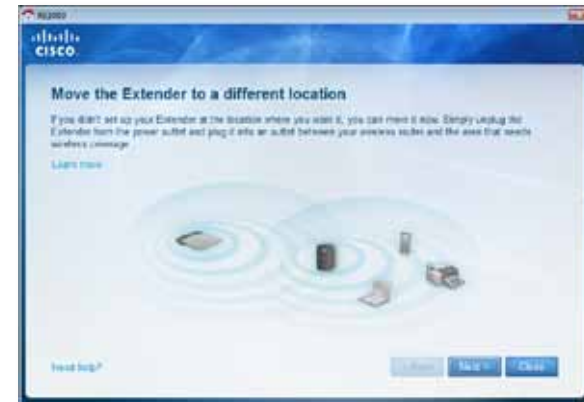 RE2000
CISCO
Move the Extender to a different location
If you didn't set up your Extender at the location where you want it, you can move it now. Simply unplug the
Extender from the power outlet and plug it into an outlet between your wireless router and the area that needs
wireless coverage.
Learn more
Need help?
Next
Close